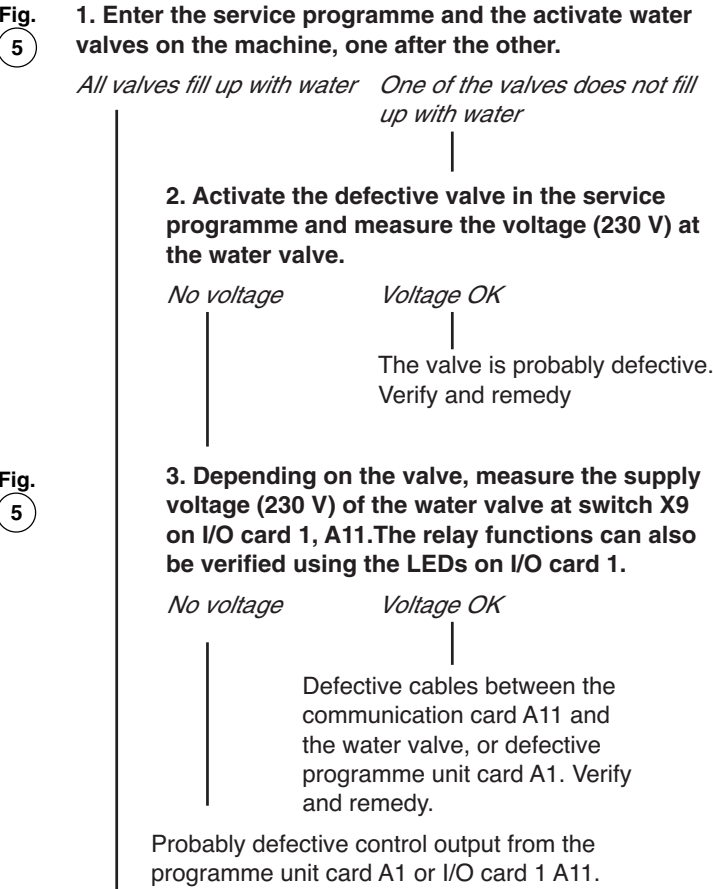 Fig.
5
1. Enter the service programme and the activate water
valves on the machine, one after the other.
All valves fill up with water One of the valves does not fill
up with water
2. Activate the defective valve in the service
programme and measure the voltage (230 V) at
the water valve.
No voltage Voltage OK
The valve is probably defective.
Verify and remedy
Fig.
5
3. Depending on the valve, measure the supply
voltage (230 V) of the water valve at switch X9
on I/O card 1, A11.The relay functions can also
be verified using the LEDs on I/O card 1.
No voltage Voltage OK
Defective cables between the
communication card A11 and
the water valve, or defective
programme unit card A1. Verify
and remedy.
Probably defective control output from the
programme unit card A1 or I/O card 1 A11.